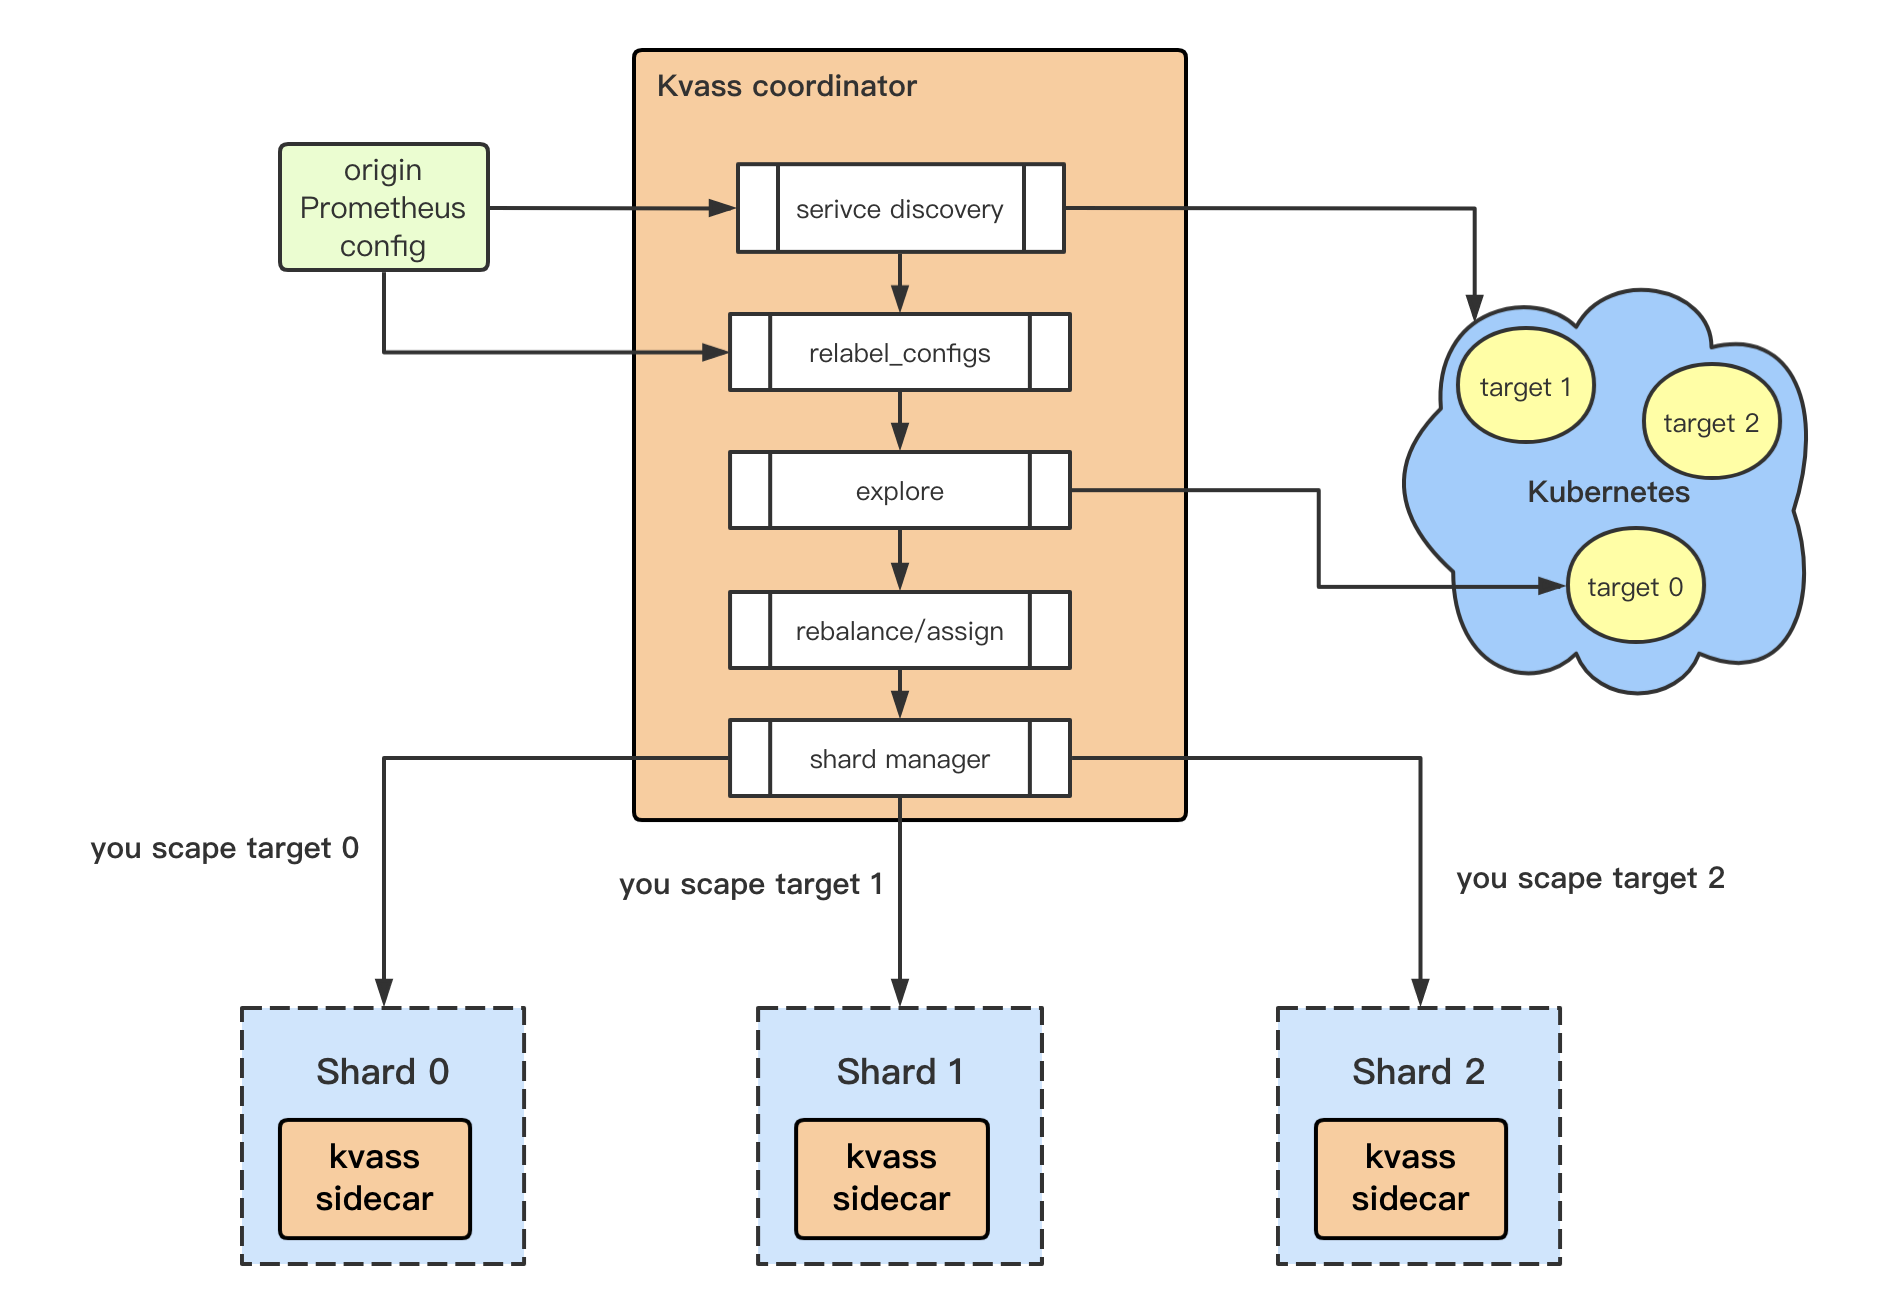 Kvass coordinator
origin
Prometheus
config
serivce discovery
relabel_configs
explore
rebalance/assign
shard manager
target 1
target 2
Kubernetes
target 0
you scape target 0
you scape target 1
you scape target 2
Shard 0
kvass
sidecar
Shard 1
kvass
sidecar
Shard 2
kvass
sidecar